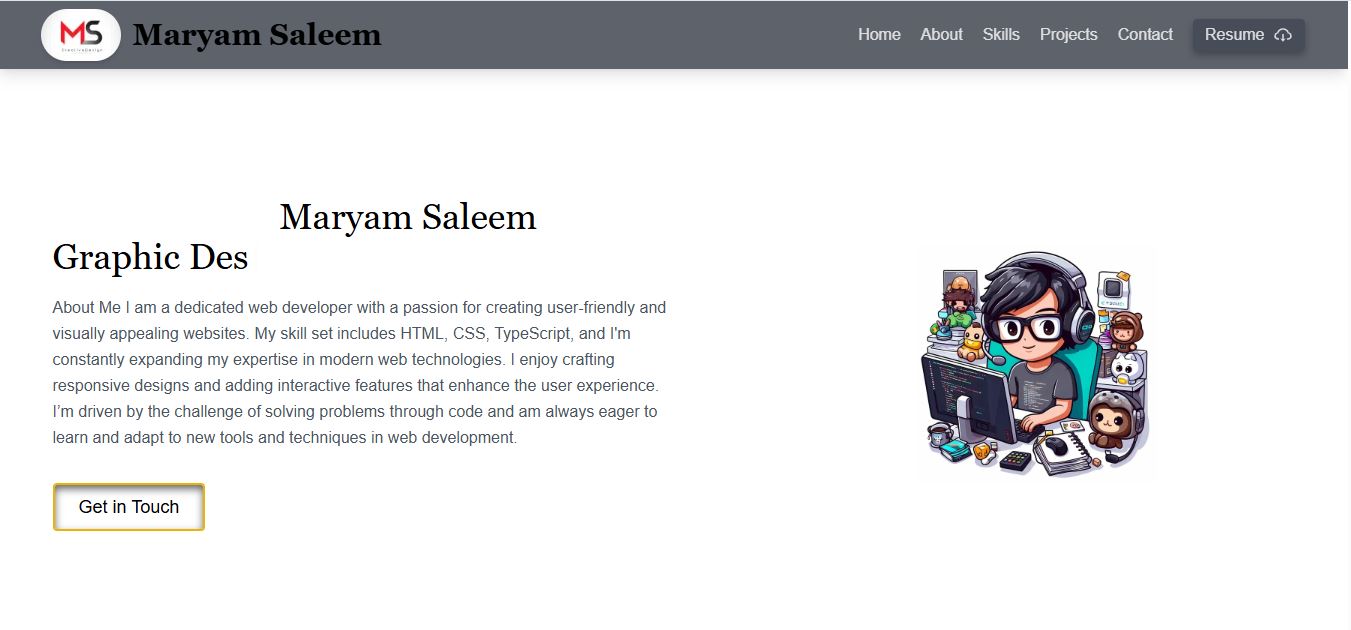 MS
Maryam Saleem
Home About Skills Projects Contact Resume
Maryam Saleem
Graphic Des
About Me I am a dedicated web developer with a passion for creating user-friendly and
visually appealing websites. My skill set includes HTML, CSS, TypeScript, and I'm
constantly expanding my expertise in modern web technologies. I enjoy crafting
responsive designs and adding interactive features that enhance the user experience.
I’m driven by the challenge of solving problems through code and am always eager to
learn and adapt to new tools and techniques in web development.
Get in Touch